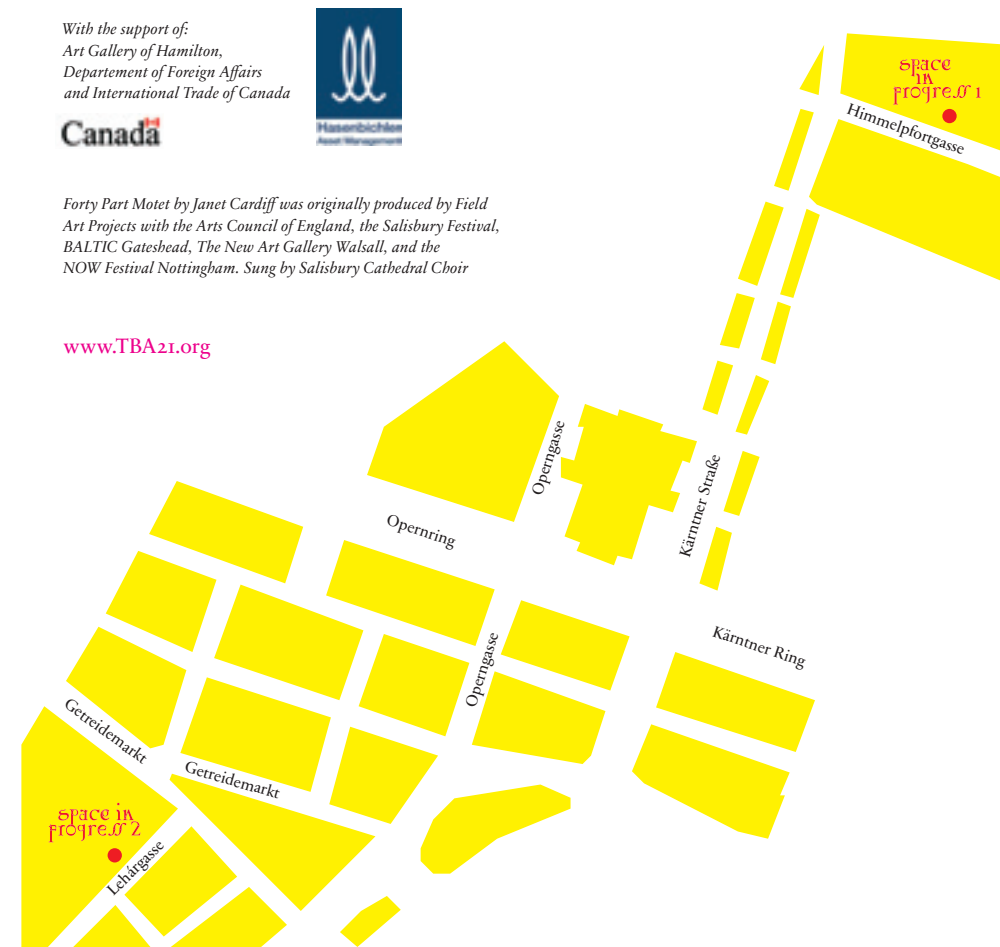 With the support of:
Art Gallery of Hamilton,
Departement of Foreign Affairs
and International Trade of Canada
Canada
Hasenbichler
Asset Management
Forty Part Motet by Janet Cardiff was originally produced by Field
Art Projects with the Arts Council of England, the Salisbury Festival,
BALTIC Gateshead, The New Art Gallery Walsall, and the
NOW Festival Nottingham. Sung by Salisbury Cathedral Choir
www.TBA21.org
space
in
progress 1
Himmelpfortgasse
Operngasse
Kärntner Straße
Opernring
Operngasse
Kärntner Ring
Getreidemarkt
Getreidemarkt
space in
progress 2
Lehárgasse